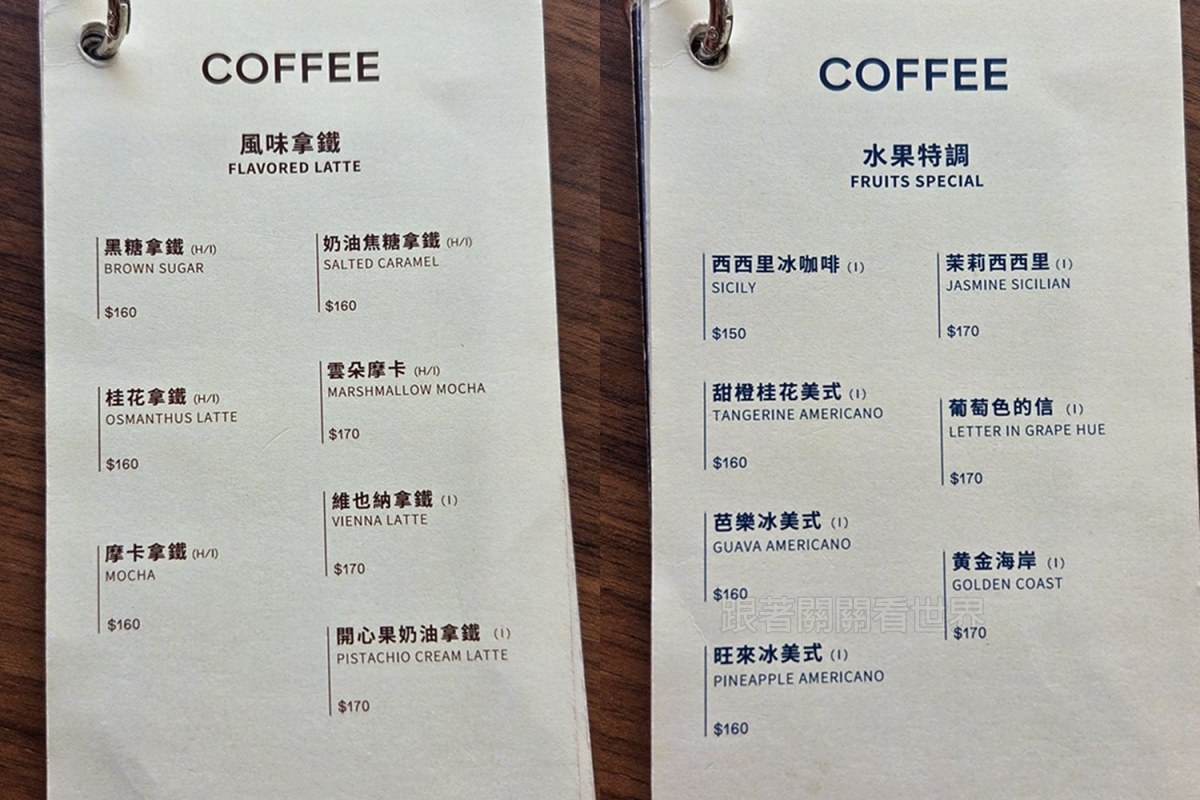 COFFEE
風味拿鐵
FLAVORED LATTE
黑糖拿鐵 (H/I)
BROWN SUGAR
$160
桂花拿鐵 (H/I)
OSMANTHUS LATTE
$160
摩卡拿鐵 (H/I)
MOCHA
$160
奶油焦糖拿鐵 (H/I)
SALTED CARAMEL
$160
雲朵摩卡 (H/I)
MARSHMALLOW MOCHA
$170
維也納拿鐵 (I)
VIENNA LATTE
$170
開心果奶油拿鐵 (I)
PISTACHIO CREAM LATTE
$170
COFFEE
水果特調
FRUITS SPECIAL
西西里冰咖啡 (I)
SICILY
$150
甜橙桂花美式 (I)
TANGERINE AMERICANO
$160
芭樂冰美式 (I)
GUAVA AMERICANO
$160
旺來冰美式 (I)
PINEAPPLE AMERICANO
$160
茉莉西西里 (I)
JASMINE SICILIAN
$170
葡萄色的信 (I)
LETTER IN GRAPE HUE
$170
黃金海岸 (I)
GOLDEN COAST
$170
跟著關關看世界